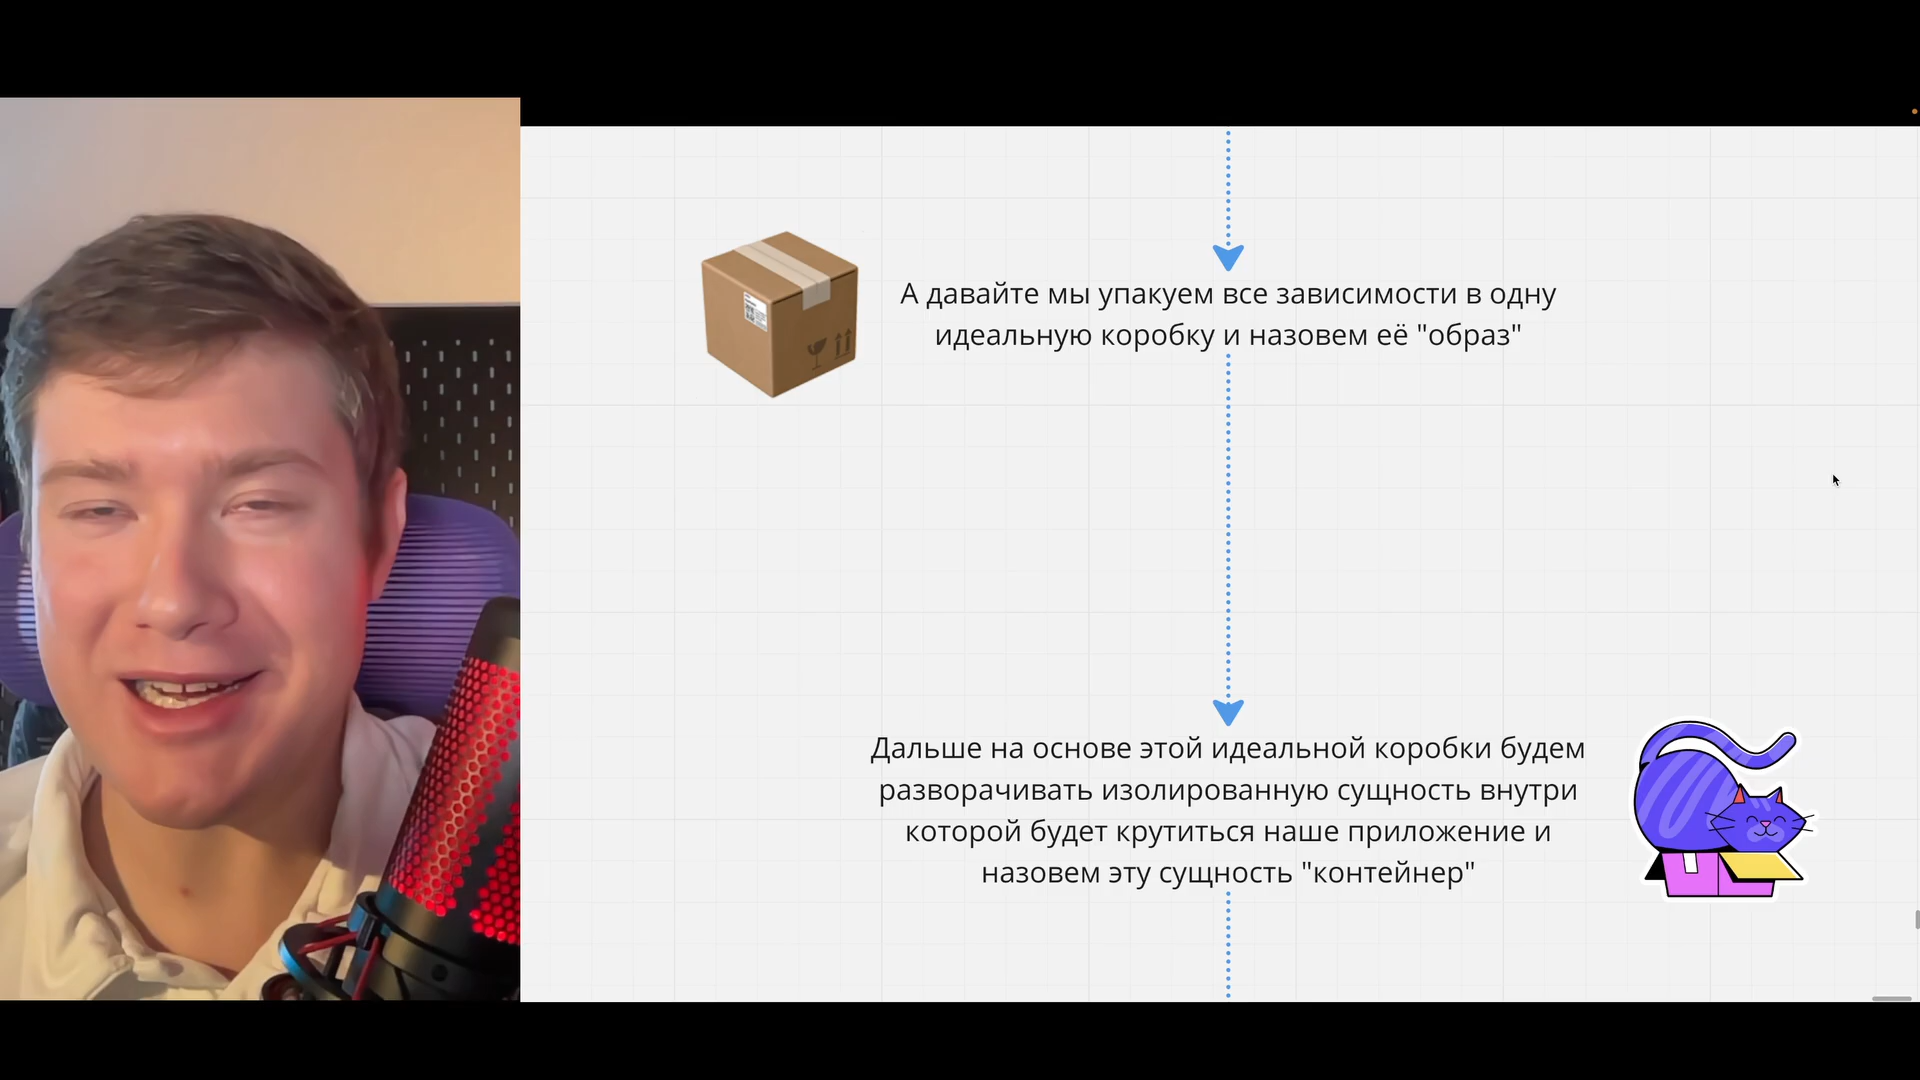 А давайте мы упакуем все зависимости в одну
идеальную коробку и назовем её "образ"
Дальше на основе этой идеальной коробки будем
разворачивать изолированную сущность внутри
которой будет крутиться наше приложение и
назовем эту сущность "контейнер"